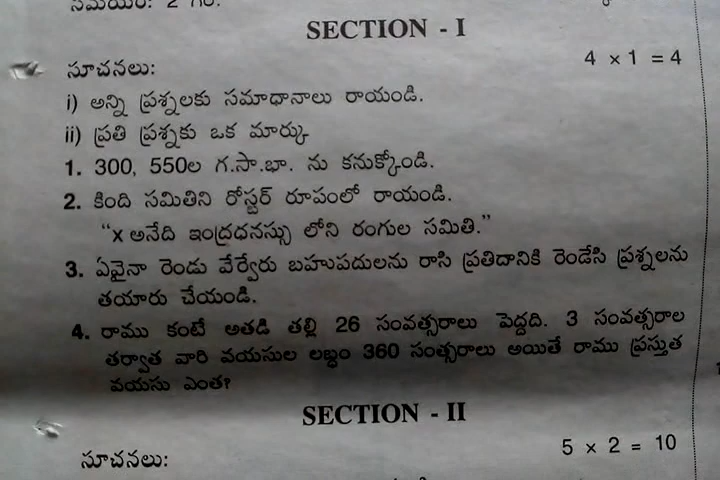 సమయం: 2 గం.
SECTION - I
4 × 1 = 4
సూచనలు:
i) అన్ని ప్రశ్నలకు సమాధానాలు రాయండి.
ii) ప్రతి ప్రశ్నకు ఒక మార్కు
1. 300, 550ల గ.సా.భా. ను కనుక్కోండి.
2. కింది సమితిని రోస్టర్ రూపంలో రాయండి.
“x అనేది ఇంద్రధనస్సు లోని రంగుల సమితి.”
3. ఏవైనా రెండు వేర్వేరు బహుపదులను రాసి ప్రతిదానికి రెండేసి ప్రశ్నలను
తయారు చేయండి.
4. రాము కంటే అతడి తల్లి 26 సంవత్సరాలు పెద్దది. 3 సంవత్సరాల
తర్వాత వారి వయసుల లబ్ధం 360 సంత్సరాలు అయితే రాము ప్రస్తుత
వయసు ఎంత?
SECTION - II
5 × 2 = 10
సూచనలు: